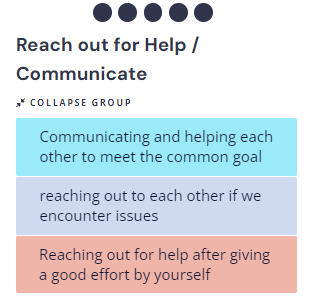 Reach out for Help /
Communicate
COLLAPSE GROUP
Communicating and helping each
other to meet the common goal
reaching out to each other if we
encounter issues
Reaching out for help after giving
a good effort by yourself